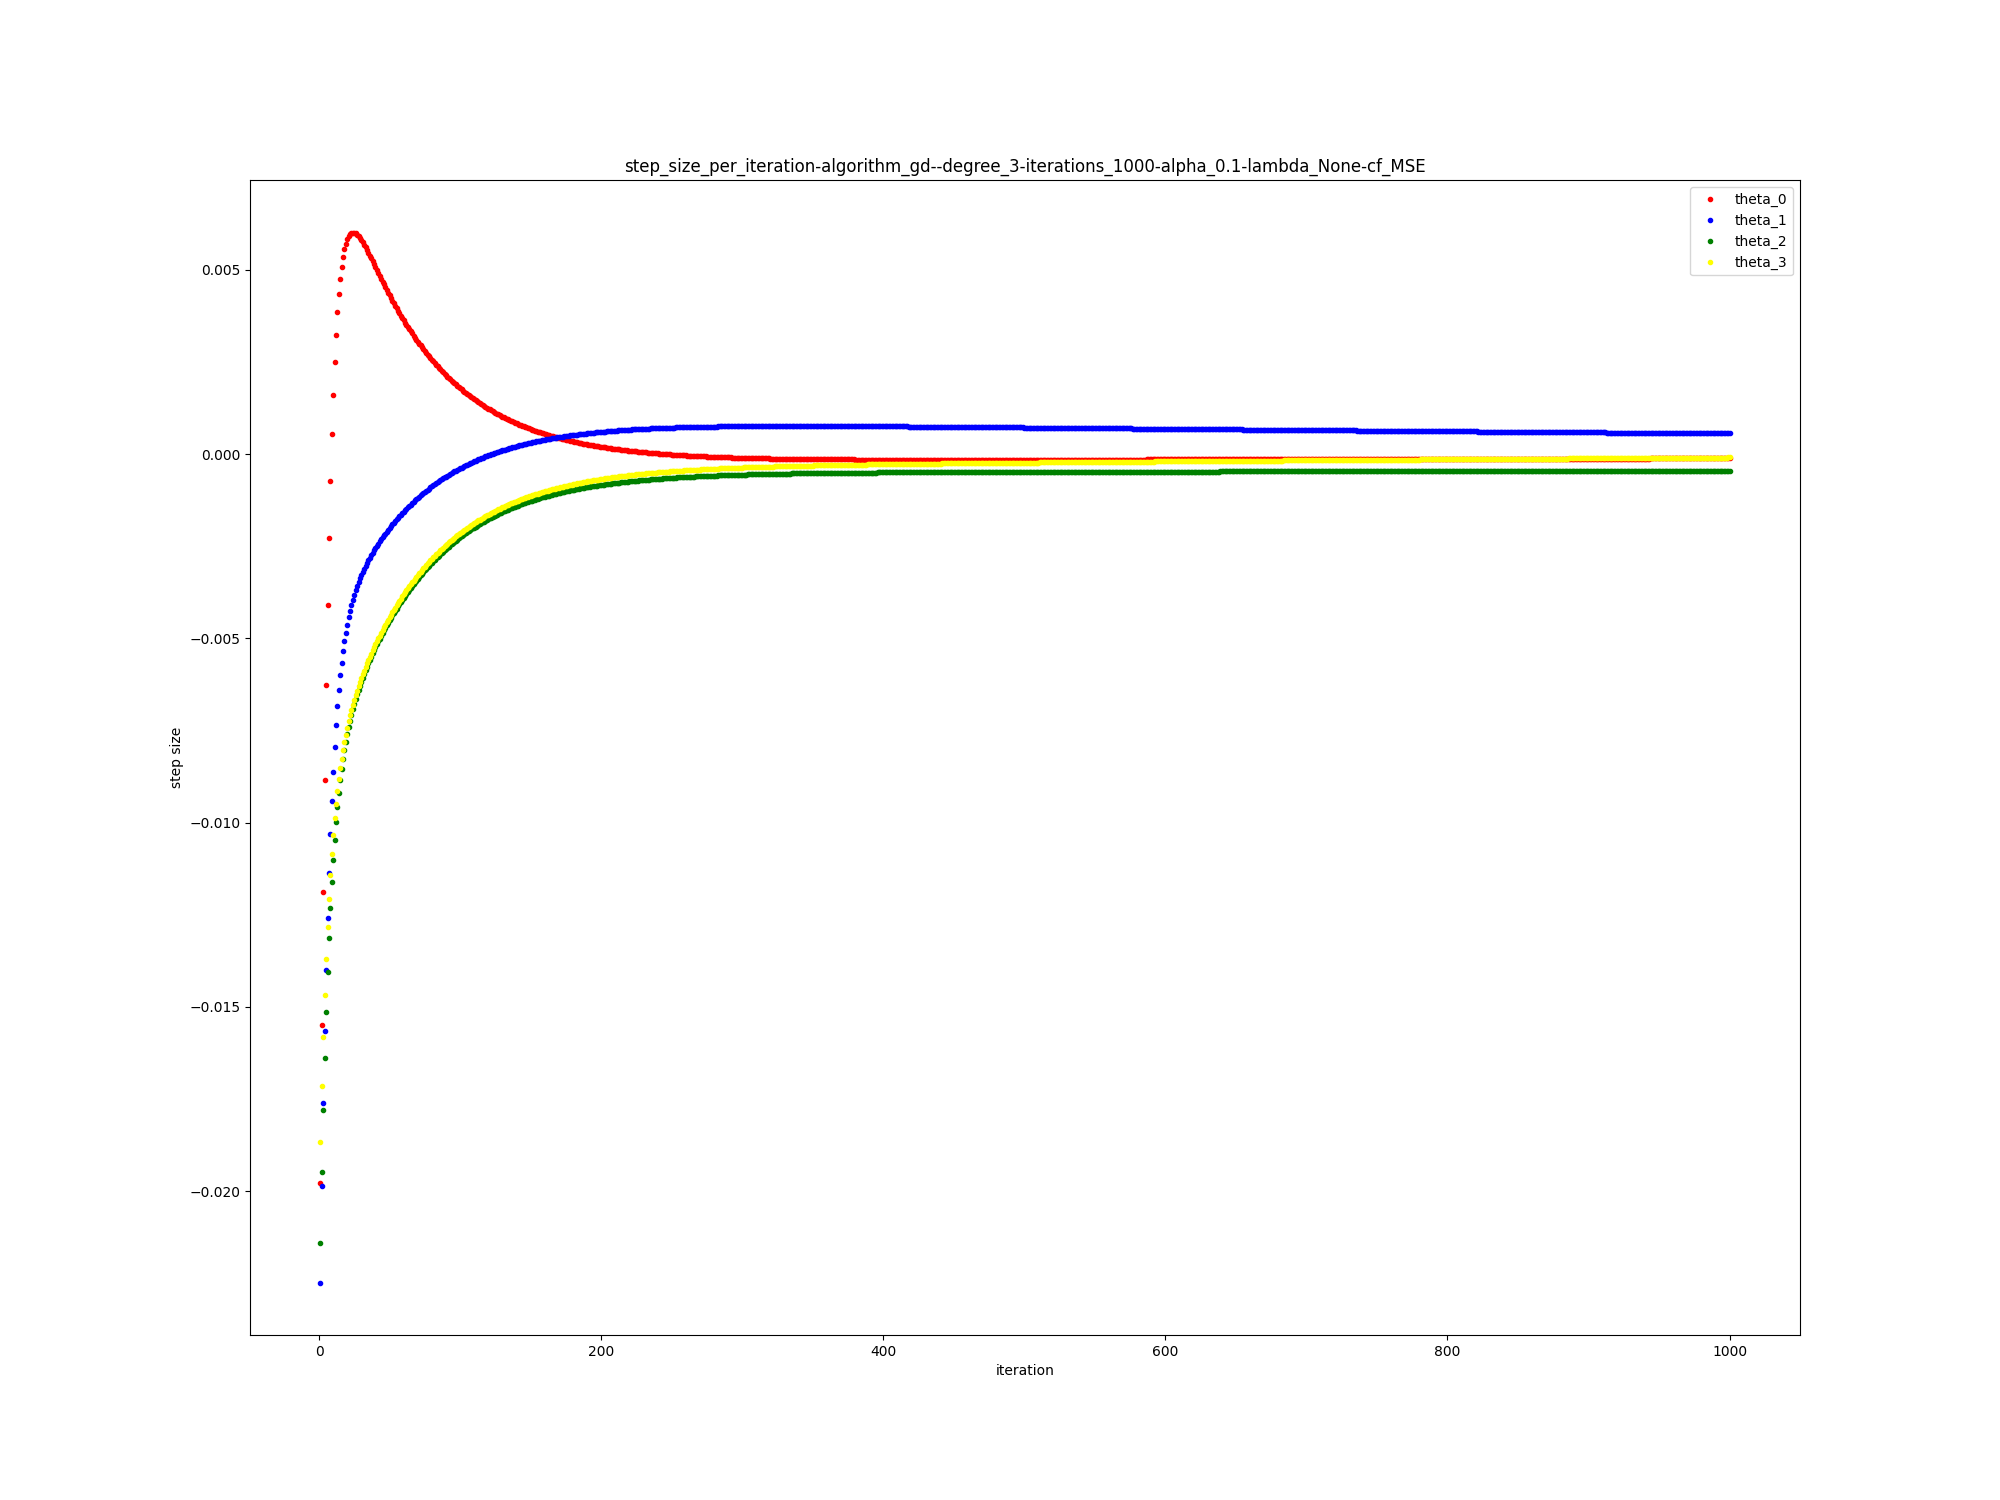 step_size_per_iteration-algorithm_gd--degree_3-iterations_1000-alpha_0.1-lambda_None-cf_MSE
theta_0
theta_1
theta_2
theta_3
0.005
0.000
−0.005
−0.010
−0.015
−0.020
step size
0 200 400 600 800 1000
iteration